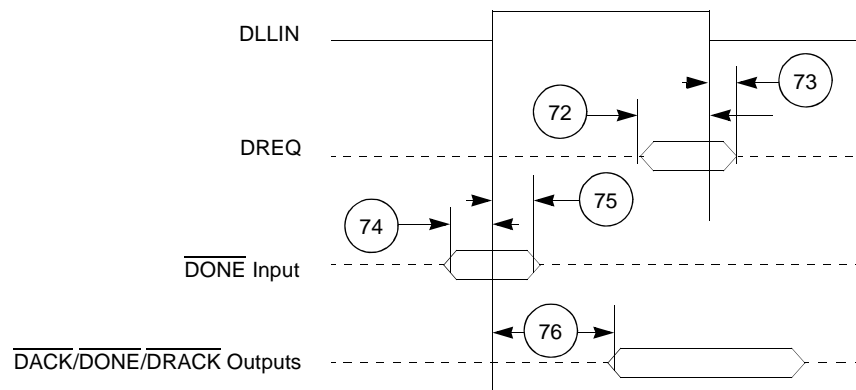 DLLIN
73
72
DREQ
75
74
DONE Input
76
DACK/DONE/DRACK Outputs